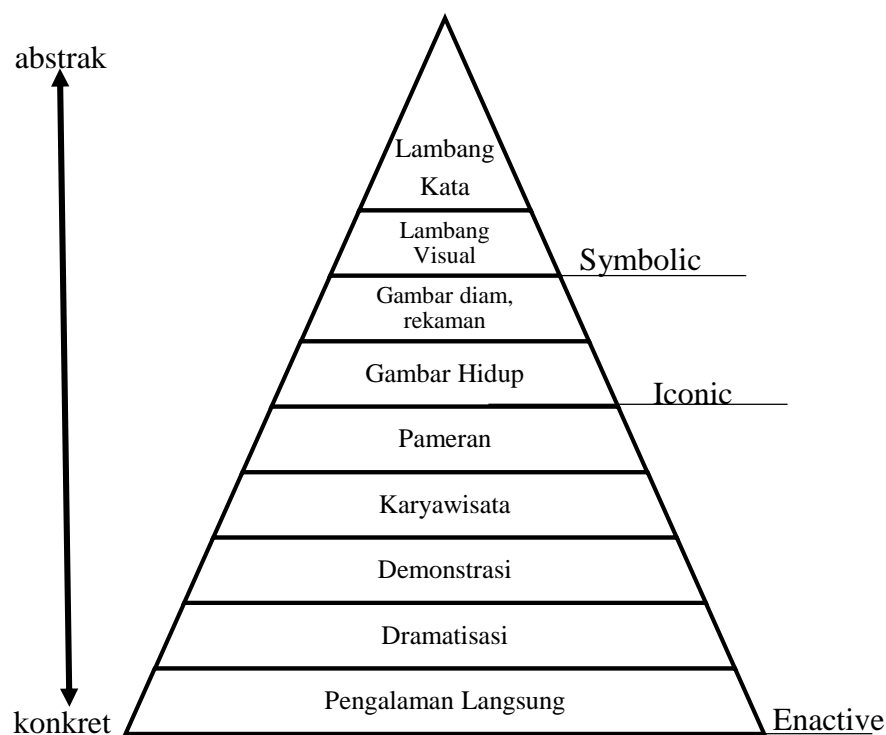 abstrak
Lambang
Kata
Lambang
Visual
Symbolic
Gambar diam,
rekaman
Gambar Hidup
Iconic
Pameran
Karyawisata
Demonstrasi
Dramatisasi
Pengalaman Langsung
konkret
Enactive